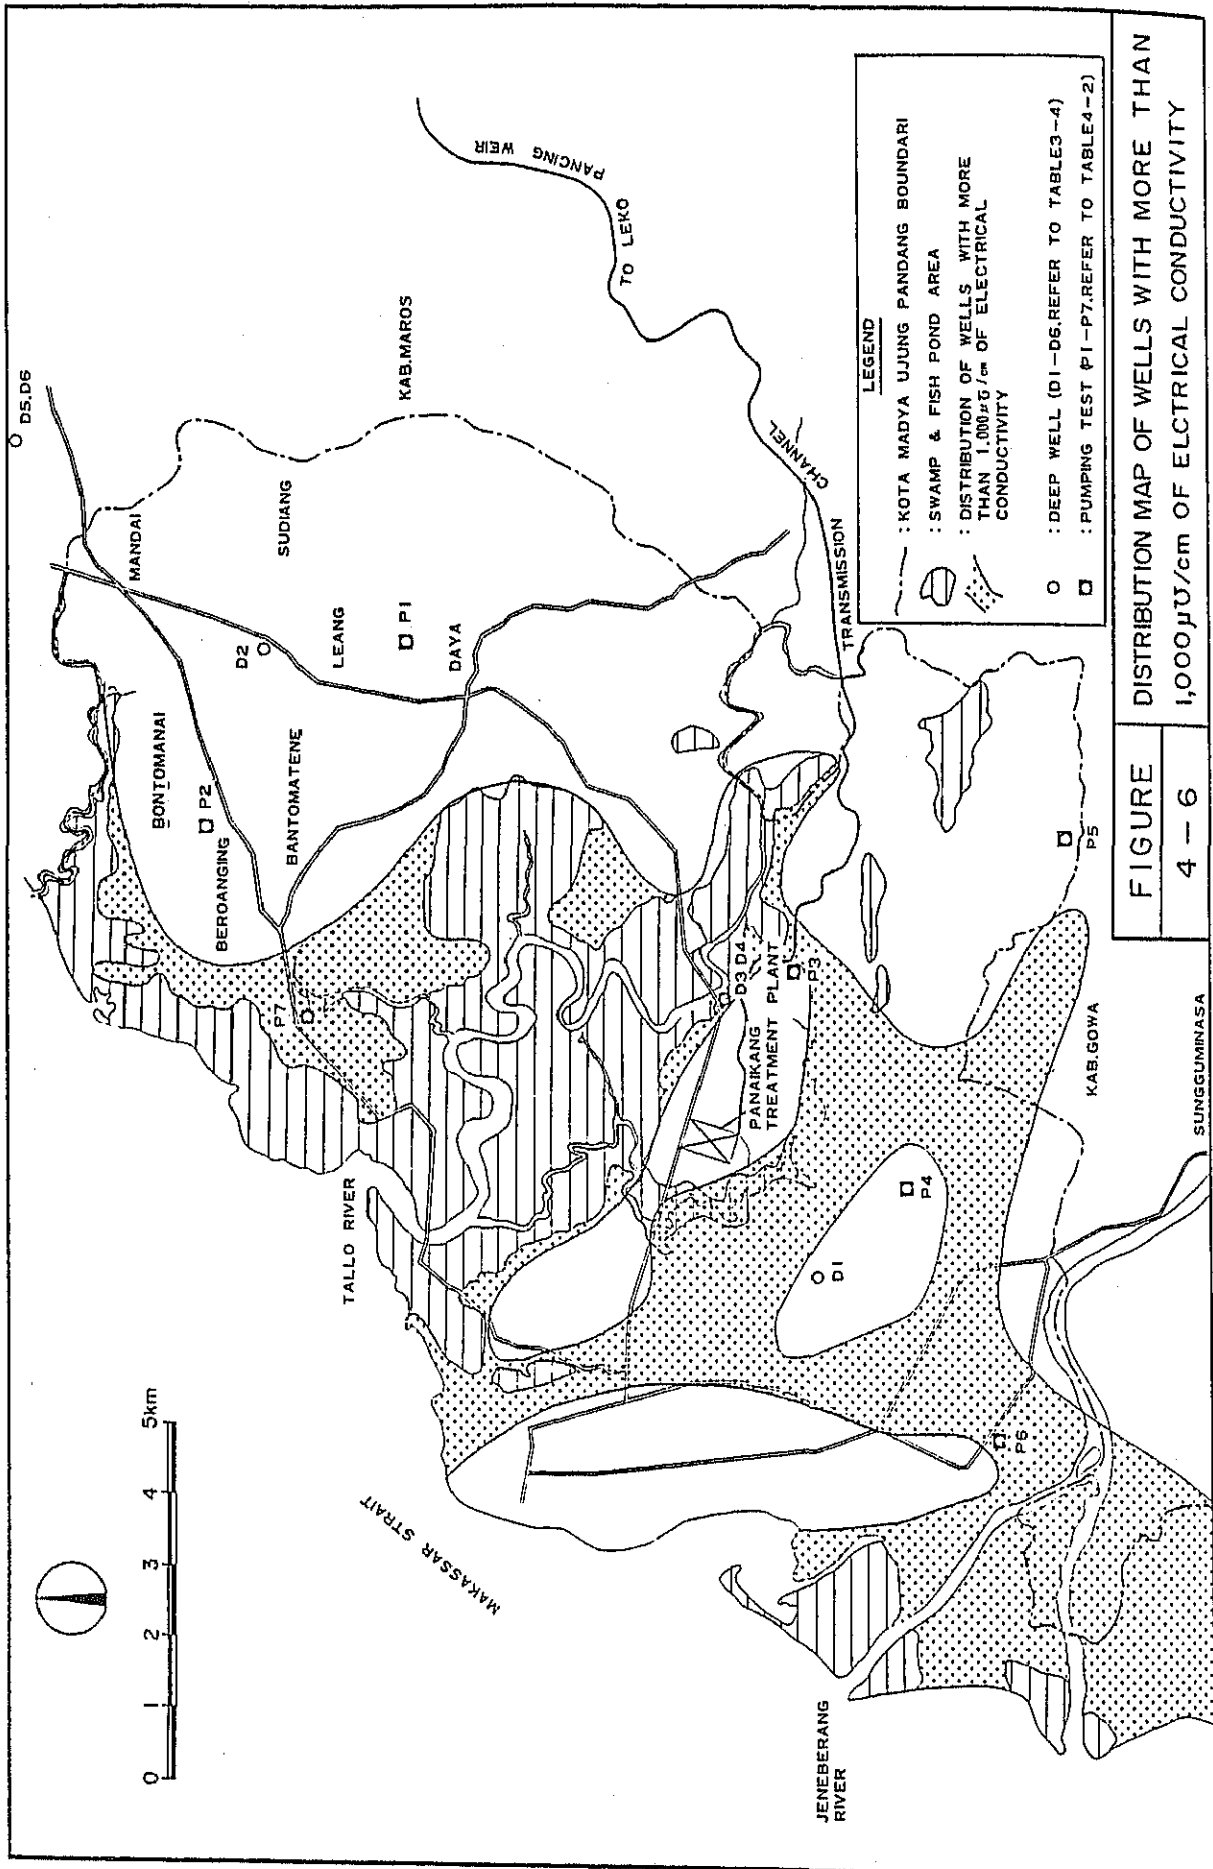 D5.D6
MANDAI
SUDIANG
KAB.MAROS
D2
LEANG
P1
DAYA
BONTOMANAI
P2
BEROANGING
BANTOMATENE
P7
TALLO RIVER
MAKASSAR STRAIT
0 1 2 3 4 5km
PANCING WEIR
TO LEKO
CHANNEL
TRANSMISSION
D3 D4
PANAIKANG
TREATMENT PLANT
P3
D1
P4
P5
P6
KAB.GOWA
SUNGGUMINASA
JENEBERANG
RIVER
LEGEND
: KOTA MADYA UJUNG PANDANG BOUNDARI
: SWAMP & FISH POND AREA
: DISTRIBUTION OF WELLS WITH MORE
THAN 1.000µ℧/cm OF ELECTRICAL
CONDUCTIVITY
: DEEP WELL (D1-D6.REFER TO TABLE3-4)
: PUMPING TEST (P1-P7.REFER TO TABLE4-2)
FIGURE
4 - 6
DISTRIBUTION MAP OF WELLS WITH MORE THAN
1,000µ℧/cm OF ELCTRICAL CONDUCTIVITY